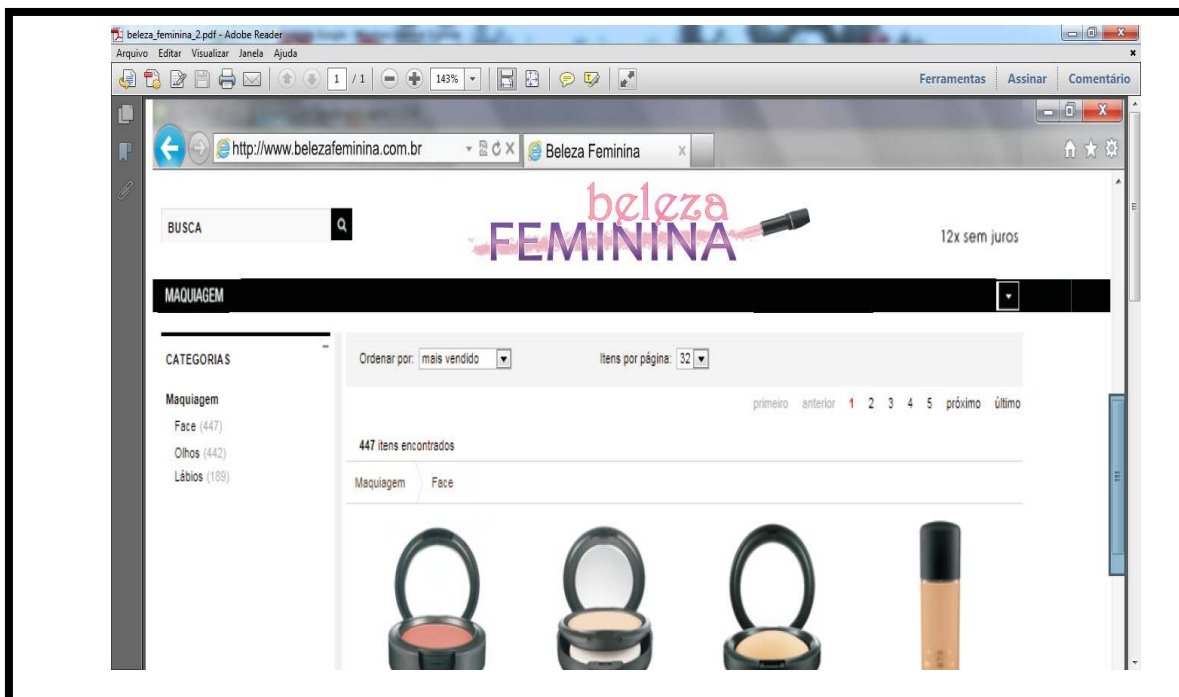 beleza_feminina_2.pdf - Adobe Reader
Arquivo Editar Visualizar Janela Ajuda
1 / 1 143% Ferramentas Assinar Comentário
http://www.belezafeminina.com.br Beleza Feminina
beleza
FEMININA
BUSCA
12x sem juros
MAQUIAGEM
CATEGORIAS
Ordenar por: mais vendido Itens por página: 32
Maquiagem
primeiro anterior 1 2 3 4 5 próximo último
Face (447)
447 itens encontrados
Olhos (442)
Lábios (189)
Maquiagem Face